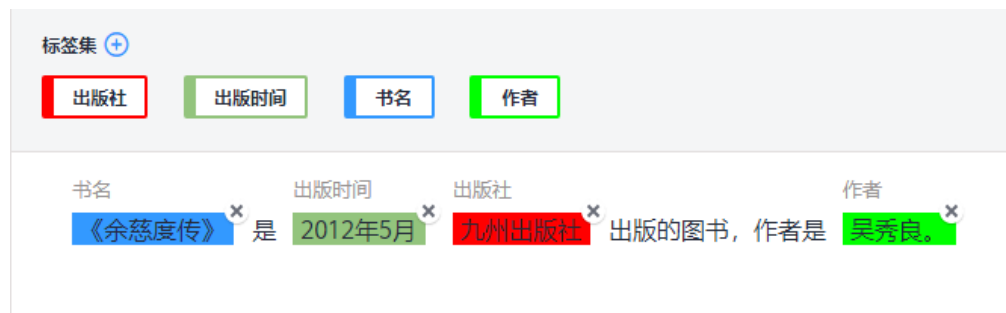 标签集
出版社 出版时间 书名 作者
书名 出版时间 出版社 作者
《余慈度传》 是 2012年5月 九州出版社 出版的图书，作者是 吴秀良。